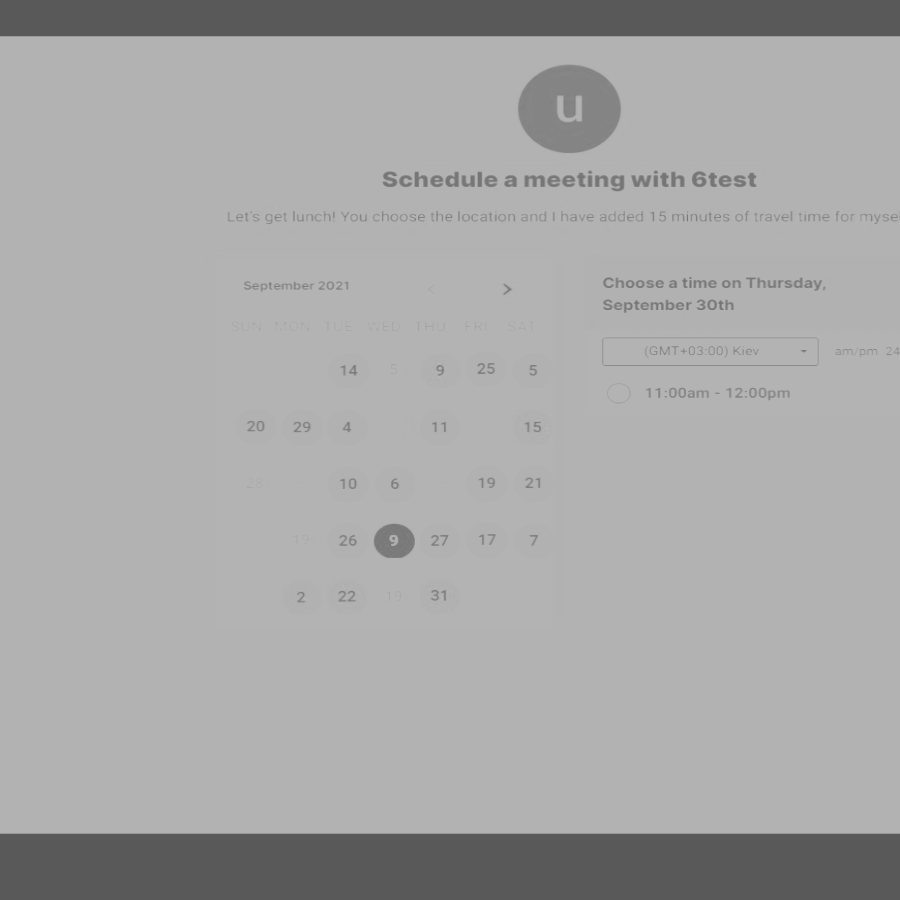 u
Schedule a meeting with 6test
Let's get lunch! You choose the location and I have added 15 minutes of travel time for
September 2021 < >
SUN MON TUE WED THU FRI SAT
14 5 9 25 5
20 29 4 11 15
28 10 6 19 21
19 26 9 27 17 7
2 22 19 31
Choose a time on Thursday,
September 30th
(GMT+03:00) Kiev am/pm 24
11:00am - 12:00pm